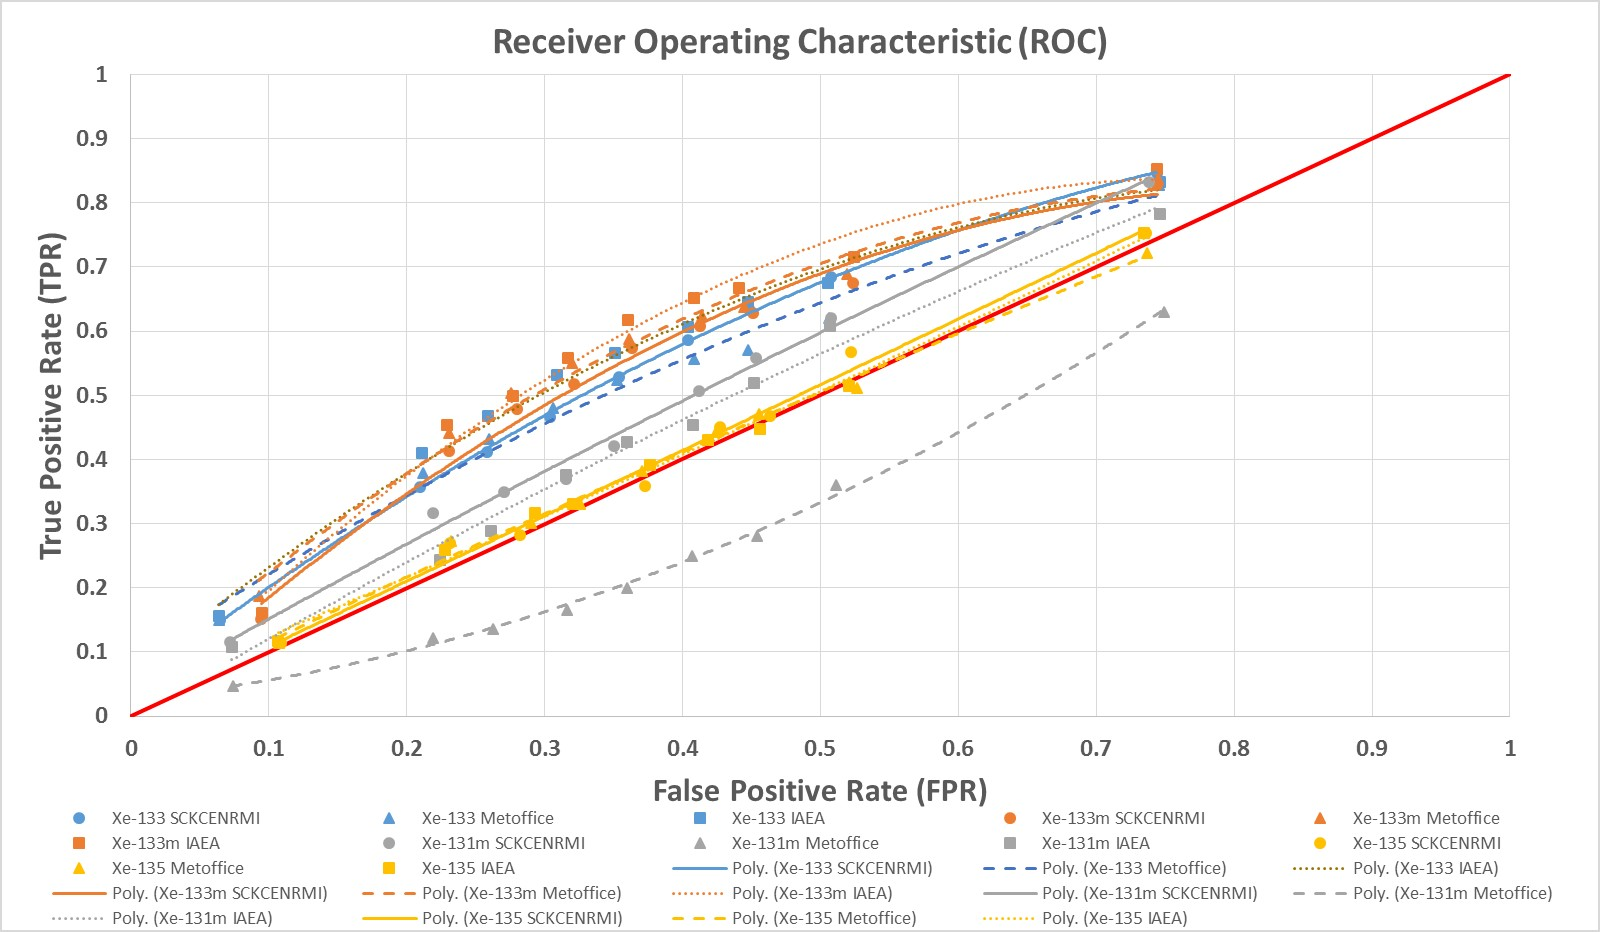 Receiver Operating Characteristic (ROC)
1
0.9
0.8
0.7
0.6
0.5
0.4
0.3
0.2
0.1
0
True Positive Rate (TPR)
0 0.1 0.2 0.3 0.4 0.5 0.6 0.7 0.8 0.9 1
False Positive Rate (FPR)
Xe-133 SCKCENRMI Xe-133 Metoffice Xe-133 IAEA Xe-133m SCKCENRMI Xe-133m Metoffice
Xe-133m IAEA Xe-131m SCKCENRMI Xe-131m Metoffice Xe-131m IAEA Xe-135 SCKCENRMI
Xe-135 Metoffice Xe-135 IAEA Poly. (Xe-133 SCKCENRMI) Poly. (Xe-133 Metoffice) Poly. (Xe-133 IAEA)
Poly. (Xe-133m SCKCENRMI) Poly. (Xe-133m Metoffice) Poly. (Xe-133m IAEA) Poly. (Xe-131m SCKCENRMI) Poly. (Xe-131m Metoffice)
Poly. (Xe-131m IAEA) Poly. (Xe-135 SCKCENRMI) Poly. (Xe-135 Metoffice) Poly. (Xe-135 IAEA)